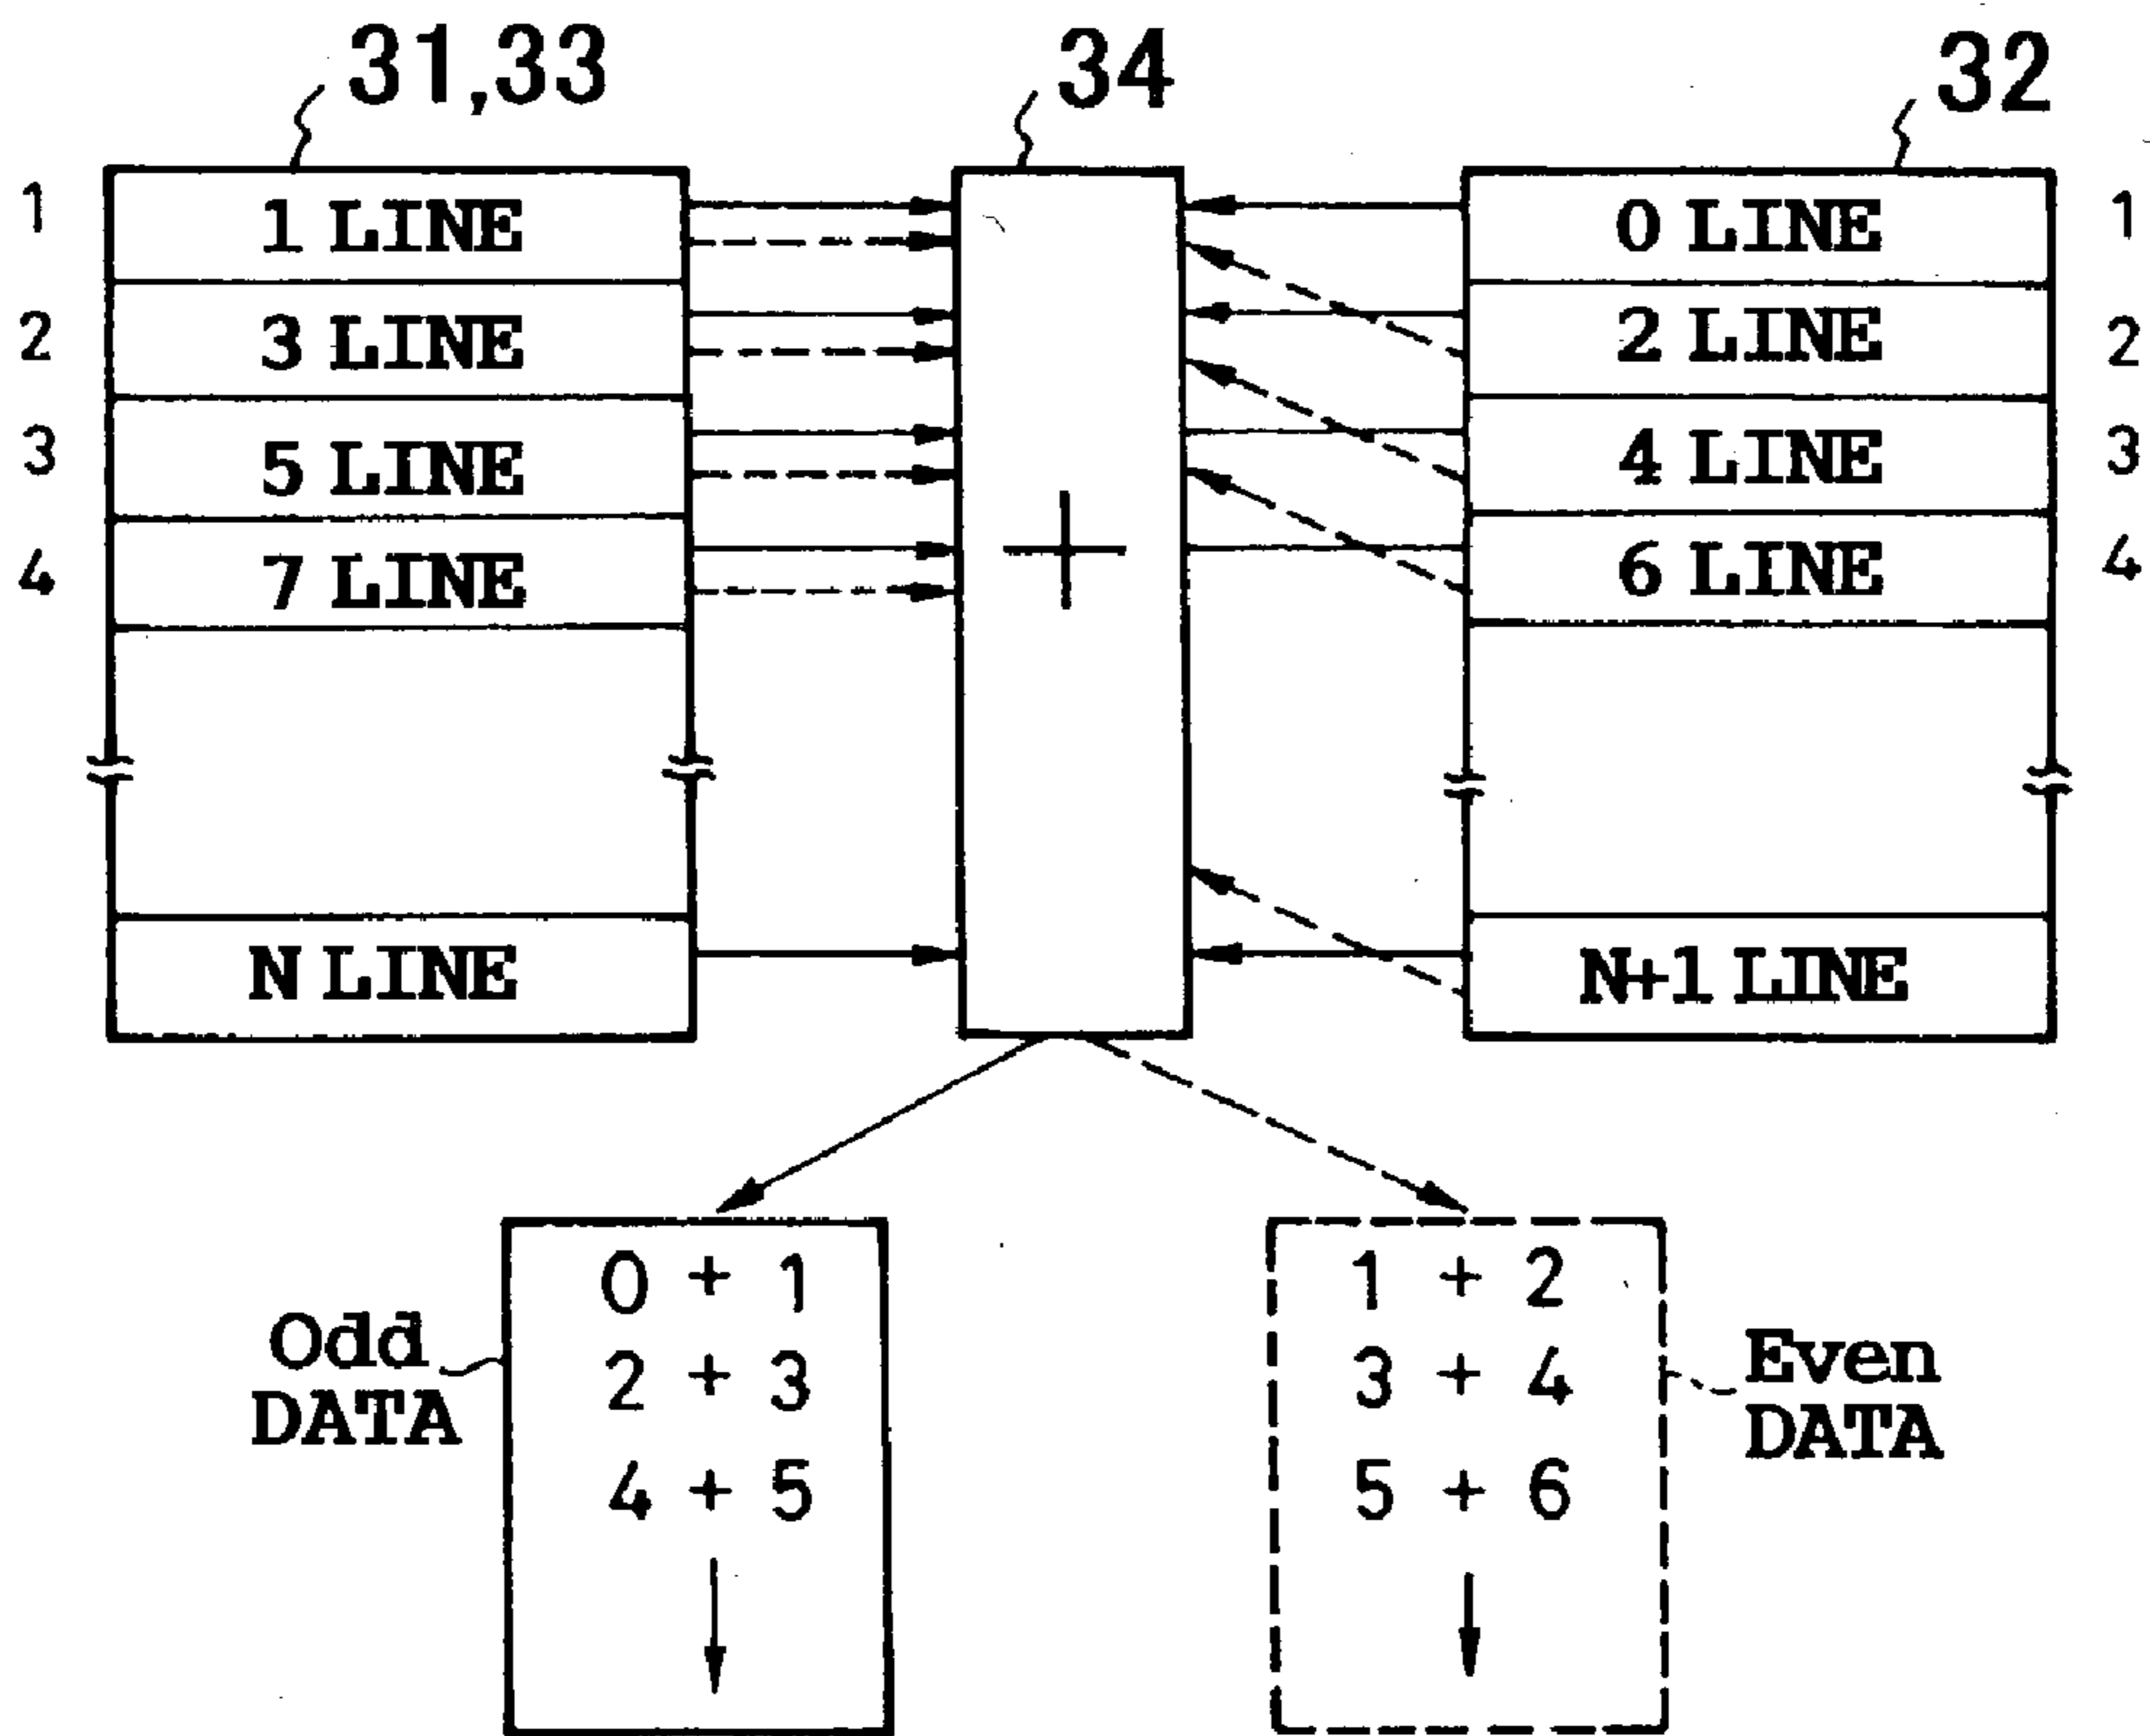 31,33
34
32
1
1 LINE
0 LINE
1
2
3 LINE
2 LINE
2
3
5 LINE
4 LINE
3
4
7 LINE
+
6 LINE
4
N LINE
N+1 LINE
Odd
DATA
0 + 1
2 + 3
4 + 5
1 + 2
3 + 4
5 + 6
Even
DATA